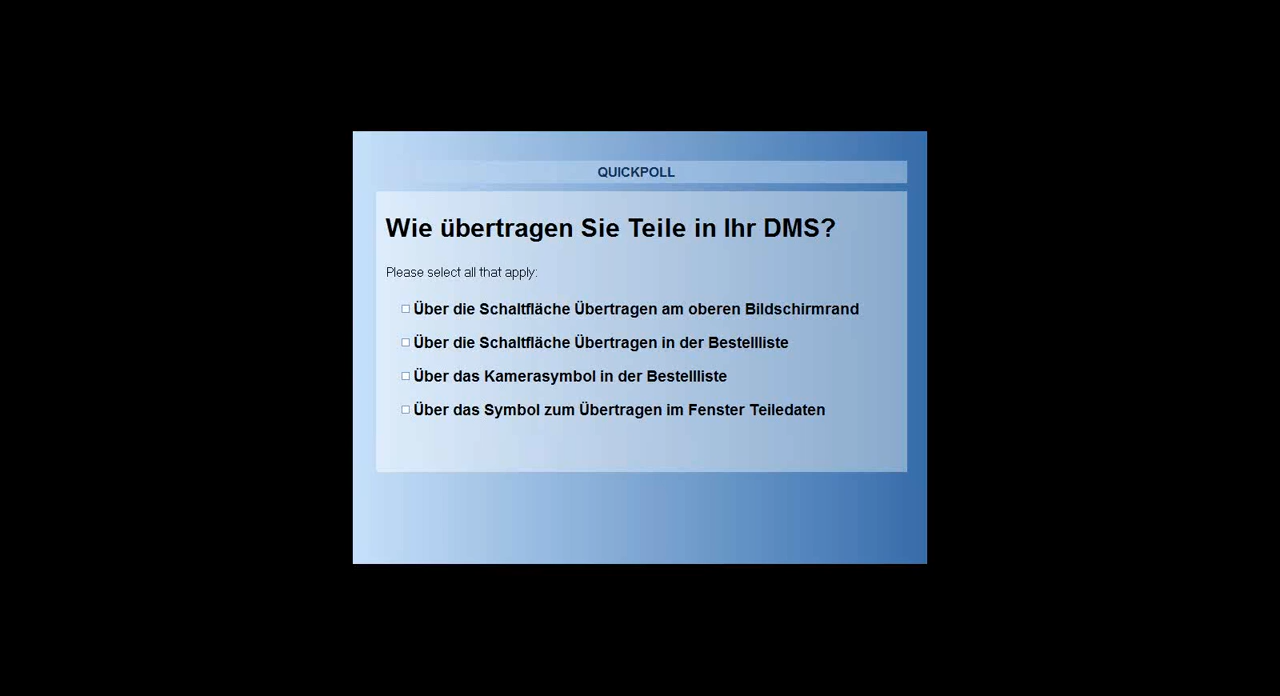 QUICKPOLL
Wie übertragen Sie Teile in Ihr DMS?
Please select all that apply:
Über die Schaltfläche Übertragen am oberen Bildschirmrand
Über die Schaltfläche Übertragen in der Bestellliste
Über das Kamerasymbol in der Bestellliste
Über das Symbol zum Übertragen im Fenster Teiledaten